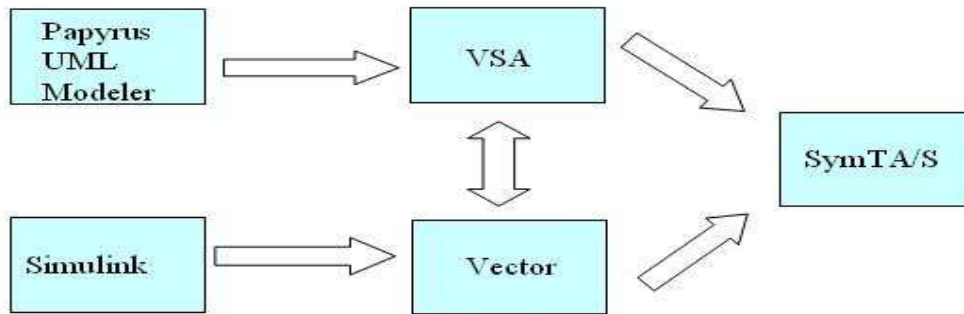 Papyrus
UML
Modeler
VSA
SymTA/S
Simulink
Vector